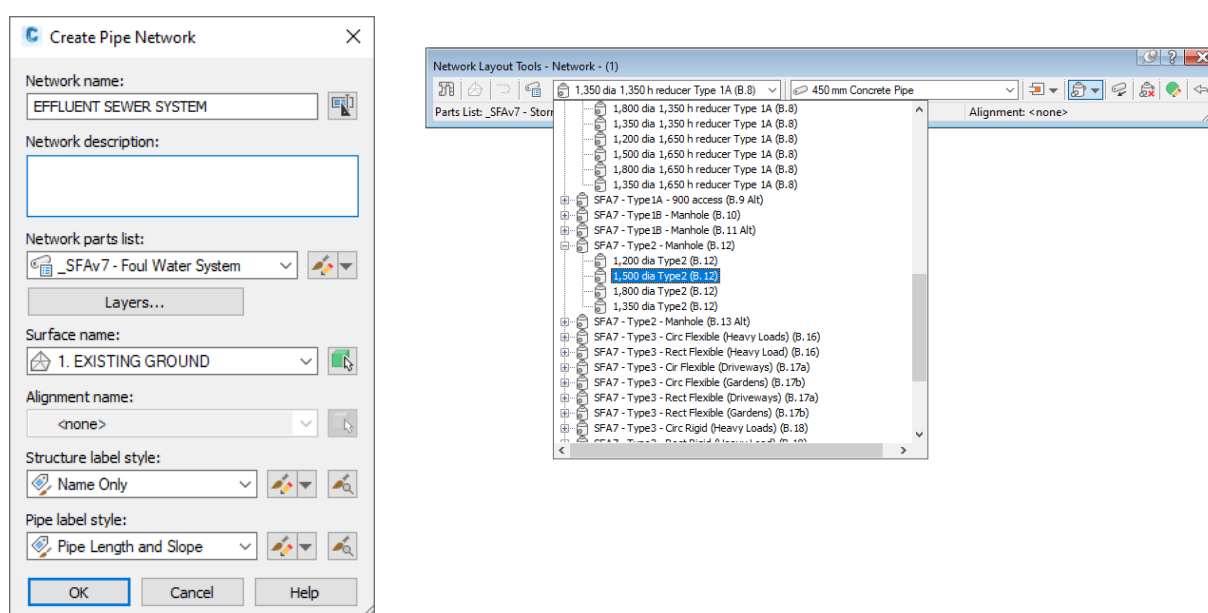 Create Pipe Network
Network name:
EFFLUENT SEWER SYSTEM
Network description:
Network parts list:
_SFAv7 - Foul Water System
Layers...
Surface name:
1. EXISTING GROUND
Alignment name:
<none>
Structure label style:
Name Only
Pipe label style:
Pipe Length and Slope
OK Cancel Help
Network Layout Tools - Network - (1)
1,350 dia 1,350 h reducer Type 1A (B.8) 450 mm Concrete Pipe
Parts List: _SFAv7 - Storr Alignment: <none>
1,800 dia 1,350 h reducer Type 1A (B.8)
1,350 dia 1,350 h reducer Type 1A (B.8)
1,200 dia 1,650 h reducer Type 1A (B.8)
1,500 dia 1,650 h reducer Type 1A (B.8)
1,800 dia 1,650 h reducer Type 1A (B.8)
1,350 dia 1,650 h reducer Type 1A (B.8)
SFA7 - Type1A - 900 access (B.9 Alt)
SFA7 - Type1B - Manhole (B.10)
SFA7 - Type1B - Manhole (B.11 Alt)
SFA7 - Type2 - Manhole (B.12)
1,200 dia Type2 (B.12)
1,500 dia Type2 (B.12)
1,800 dia Type2 (B.12)
1,350 dia Type2 (B.12)
SFA7 - Type2 - Manhole (B.13 Alt)
SFA7 - Type3 - Circ Flexible (Heavy Loads) (B.16)
SFA7 - Type3 - Rect Flexible (Heavy Load) (B.16)
SFA7 - Type3 - Cir Flexible (Driveways) (B.17a)
SFA7 - Type3 - Circ Flexible (Gardens) (B.17b)
SFA7 - Type3 - Rect Flexible (Driveways) (B.17a)
SFA7 - Type3 - Rect Flexible (Gardens) (B.17b)
SFA7 - Type3 - Circ Rigid (Heavy Loads) (B.18)